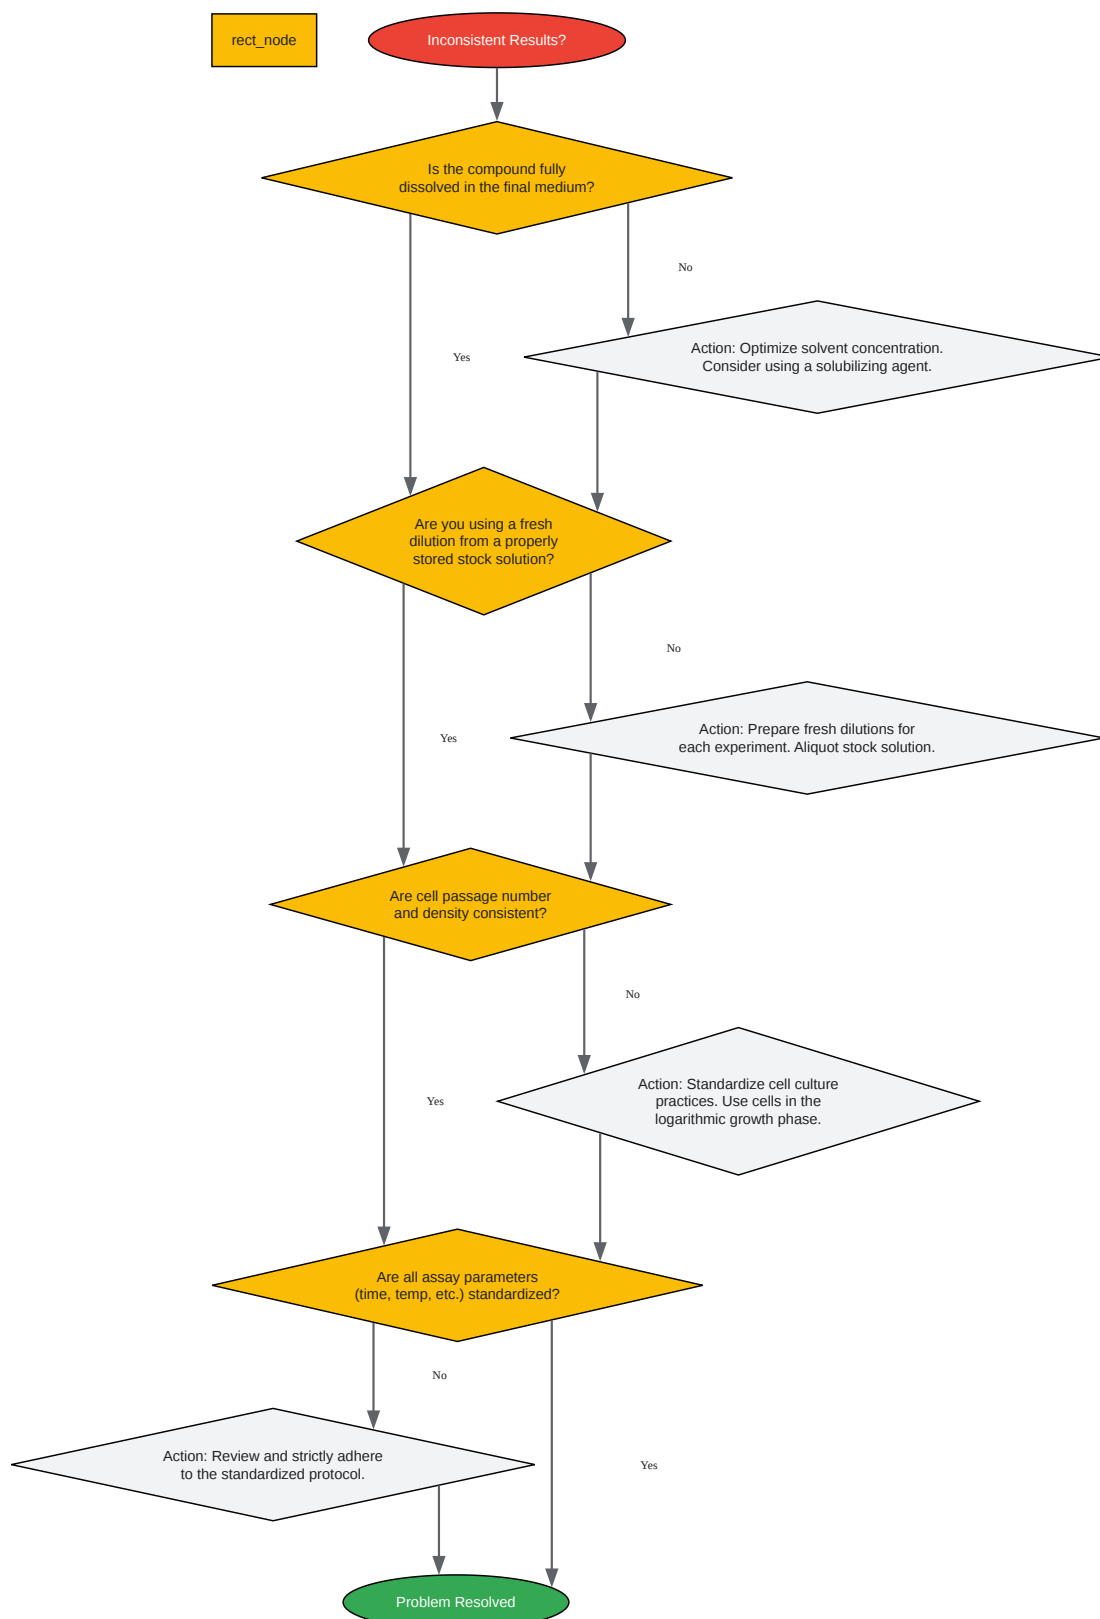 rect_node
Inconsistent Results?
Is the compound fully
dissolved in the final medium?
No
Action: Optimize solvent concentration.
Consider using a solubilizing agent.
Yes
Are you using a fresh
dilution from a properly
stored stock solution?
No
Action: Prepare fresh dilutions for
each experiment. Aliquot stock solution.
Yes
Are cell passage number
and density consistent?
No
Action: Standardize cell culture
practices. Use cells in the
logarithmic growth phase.
Yes
Are all assay parameters
(time, temp, etc.) standardized?
No
Action: Review and strictly adhere
to the standardized protocol.
Yes
Problem Resolved